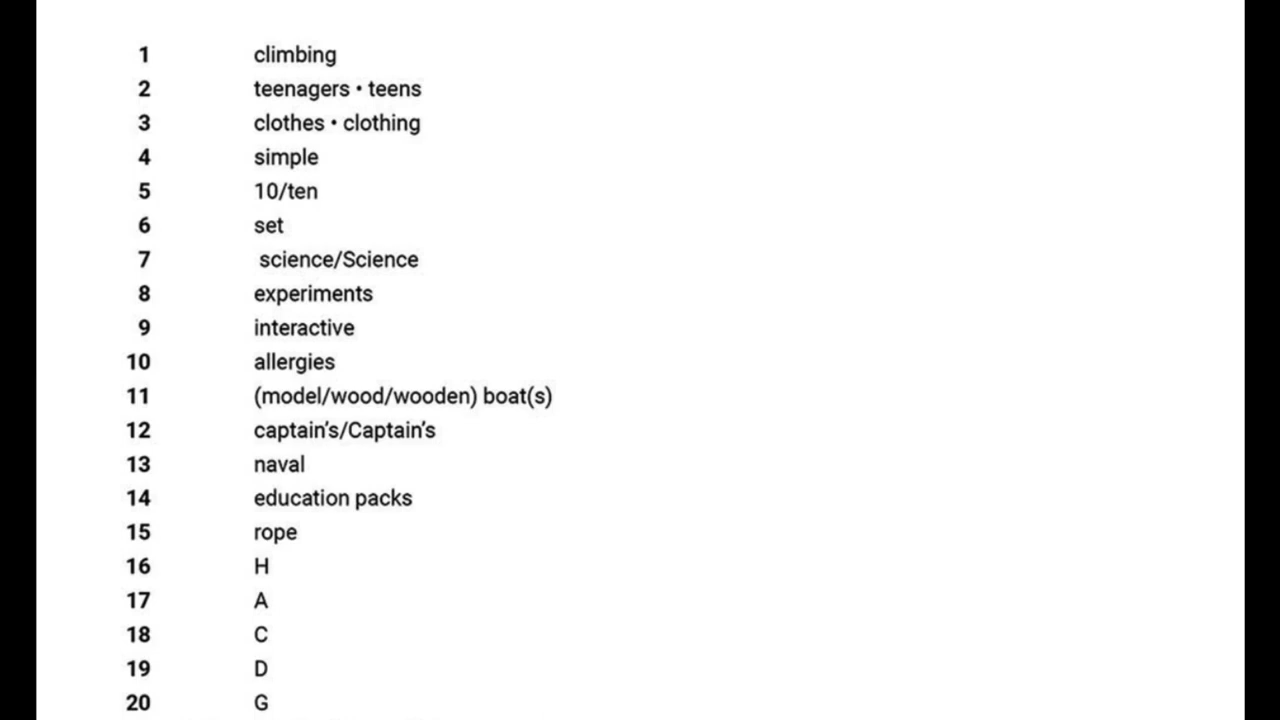 1 climbing
2 teenagers • teens
3 clothes • clothing
4 simple
5 10/ten
6 set
7 science/Science
8 experiments
9 interactive
10 allergies
11 (model/wood/wooden) boat(s)
12 captain's/Captain's
13 naval
14 education packs
15 rope
16 H
17 A
18 C
19 D
20 G